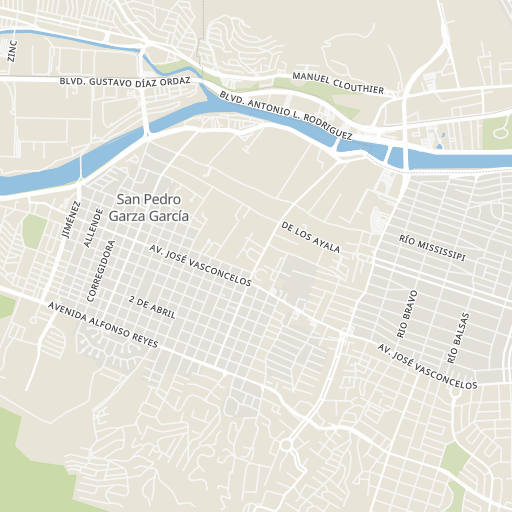 ZINC
BLVD. GUSTAVO DÍAZ ORDAZ
MANUEL CLOUTHIER
BLVD. ANTONIO L. RODRÍGUEZ
San Pedro
Garza García
JIMÉNEZ
ALLENDE
CORREGIDORA
DE LOS AYALA
RÍO MISSISSIPI
AV. JOSÉ VASCONCELOS
2 DE ABRIL
AVENIDA ALFONSO REYES
RIO BRAVO
RÍO BALSAS
AV. JOSÉ VASCONCELOS